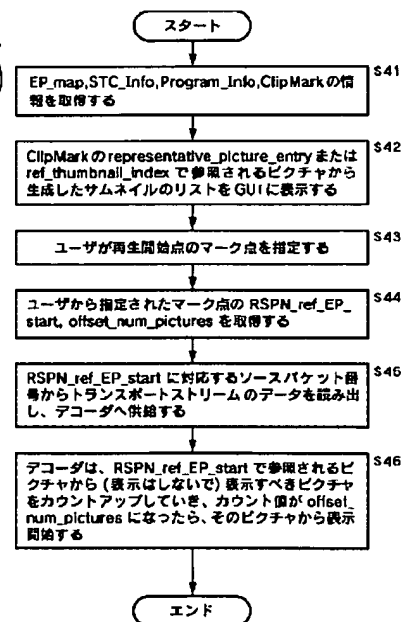 スタート
EP_map,STC_Info,Program_Info,ClipMarkの情
報を取得する
S41
ClipMarkのrepresentative_picture_entryまたは
ref_thumbnail_indexで参照されるピクチャから
生成したサムネイルのリストをGUIに表示する
S42
ユーザが再生開始点のマーク点を指定する
S43
ユーザから指定されたマーク点のRSPN_ref_EP_
start, offset_num_picturesを取得する
S44
RSPN_ref_EP_startに対応するソースパケット番
号からトランスポートストリームのデータを読み出
し、デコーダへ供給する
S45
デコーダは、RSPN_ref_EP_startで参照されるピ
クチャから(表示はしないで)表示すべきピクチャ
をカウントアップしていき、カウント値がoffset_
num_picturesになったら、そのピクチャから表示
開始する
S46
エンド